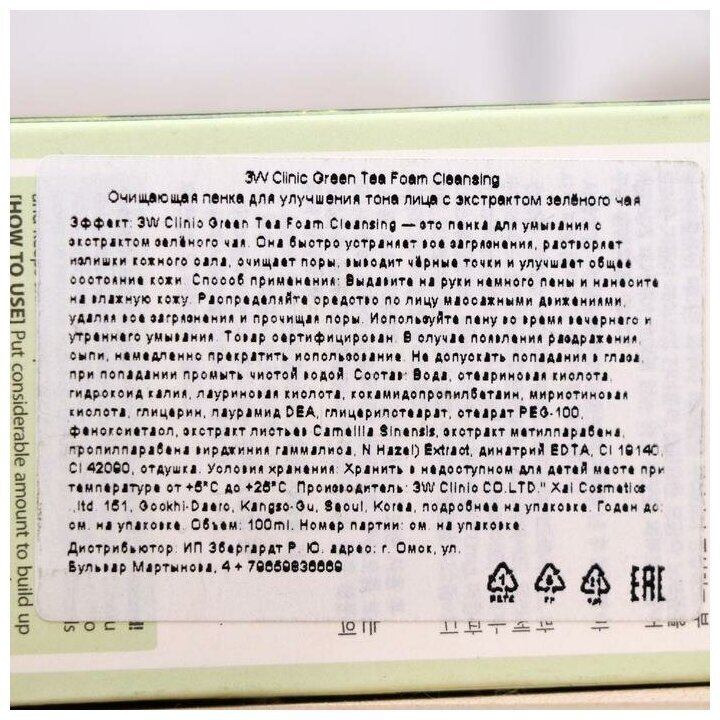 3W Clinic Green Tea Foam Cleansing
Очищающая пенка для улучшения тона лица с экстрактом зелёного чая
Эффект: 3W Clinic Green Tea Foam Cleansing — это пенка для умывания с
экстрактом зелёного чая. Она быстро устраняет все загрязнения, растворяет
излишки кожного сала, очищает поры, выводит чёрные точки и улучшает общее
состояние кожи. Способ применения: Выдавите на руки немного пены и нанесите
на влажную кожу. Распределяйте средство по лицу массажными движениями,
удаляя все загрязнения и прочищая поры. Используйте пену во время вечернего и
утреннего умывания. Товар сертифицирован. В случае появления раздражения,
сыпи, немедленно прекратить использование. Не допускать попадания в глаза,
при попадании промыть чистой водой. Состав: Вода, стеариновая кислота,
гидроксид калия, лауриновая кислота, кокамидопропилбетаин, миристиновая
кислота, глицерин, лаурамид DEA, глицерилстеарат, стеарат PEG-100,
феноксиетаол, экстракт листьев Camellia Sinensis, экстракт метилпарабена,
пропилпарабена вирджиния гаммалиса, N Hazel) Extract, динатрий EDTA, CI 19140,
CI 42090, отдушка. Условия хранения: Хранить в недоступном для детей месте при
температуре от +5°C до +25°C. Производитель: 3W Clinic CO.LTD." Xai Cosmetics
.,ltd. 151, Gookhi-Daero, Kangso-Gu, Seoul, Korea, подробнее на упаковке. Годен до:
см. на упаковке. Объем: 100ml. Номер партии: см. на упаковке.
Дистрибьютор: ИП Збергардт Р. Ю. адрес: г. Омск, ул.
Бульвар Мартынова, 4 + 79659836669
EAC
[HOW TO USE] Put considerable amount to build up